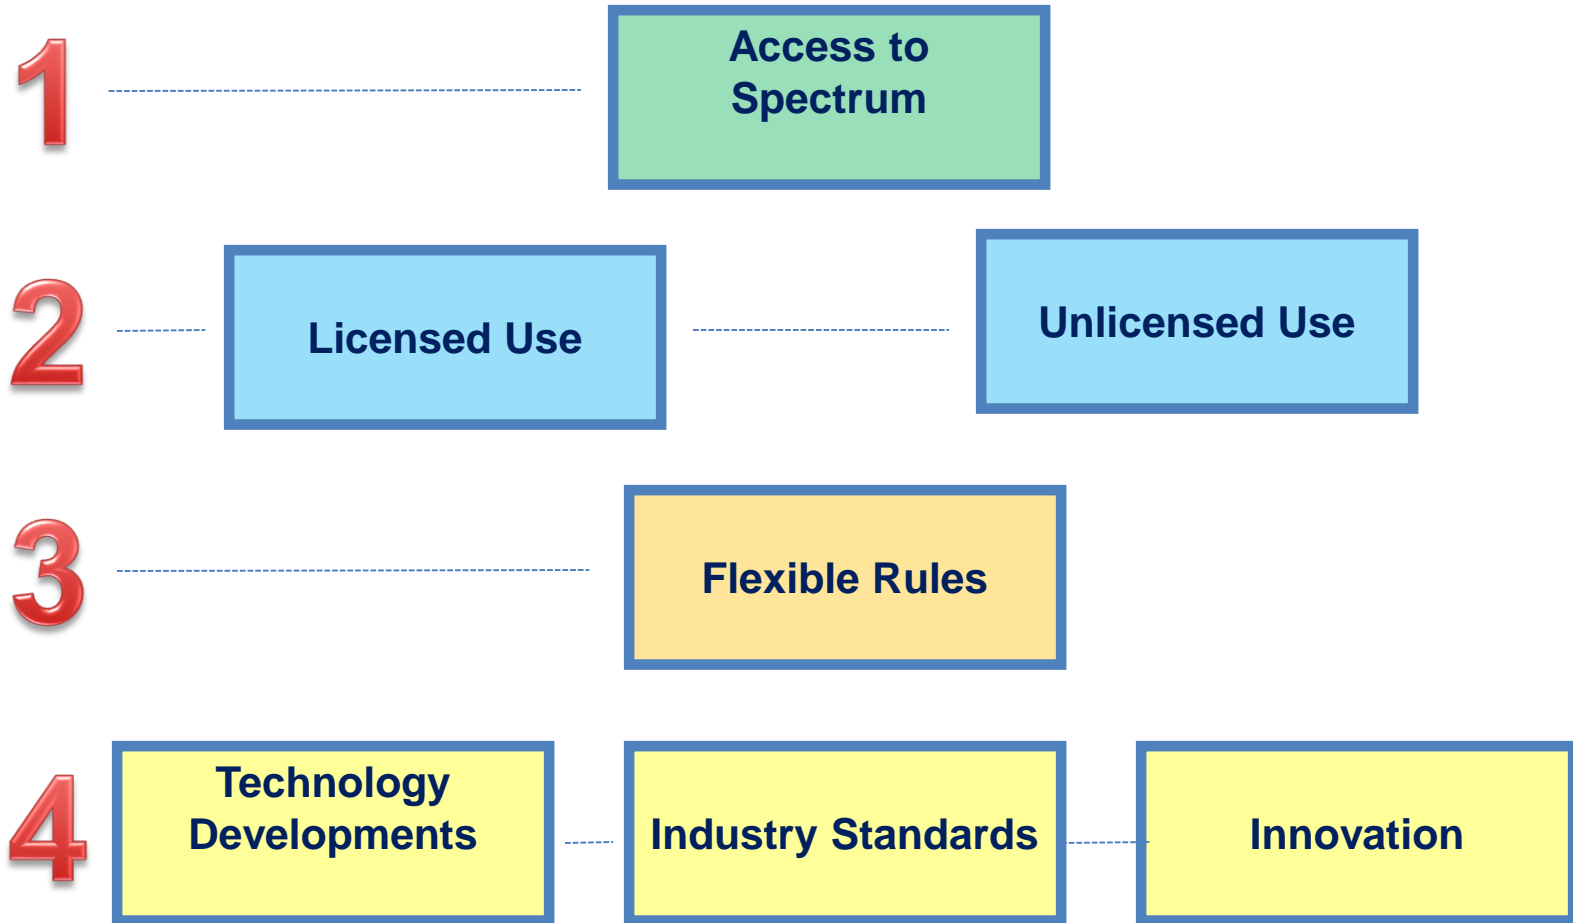 1
Access to
Spectrum
2
Licensed Use
Unlicensed Use
3
Flexible Rules
4
Technology
Developments
Industry Standards
Innovation